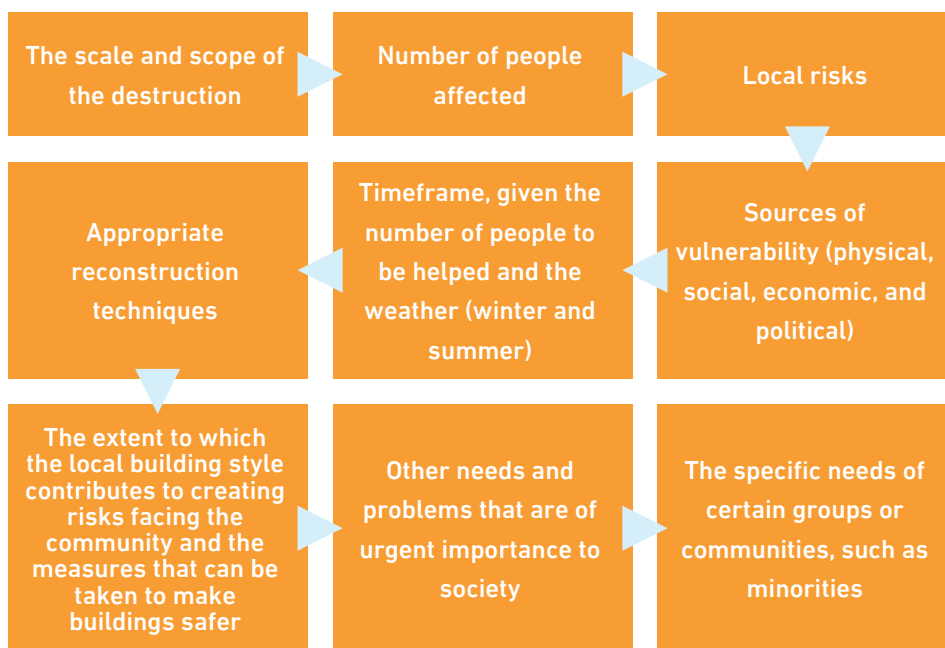 The scale and scope of
the destruction
Number of people
affected
Local risks
Sources of
vulnerability (physical,
social, economic, and
political)
Timeframe, given the
number of people to
be helped and the
weather (winter and
summer)
Appropriate
reconstruction
techniques
The extent to which
the local building style
contributes to creating
risks facing the
community and the
measures that can be
taken to make
buildings safer
Other needs and
problems that are of
urgent importance to
society
The specific needs of
certain groups or
communities, such as
minorities